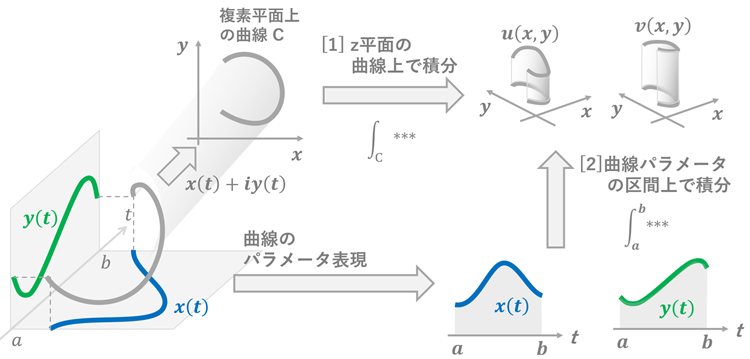 複素平面上
の曲線 C
y
x
[1] z平面の
曲線上で積分
∫C ***
u(x, y)
y
x
v(x, y)
y
x
x(t) + iy(t)
[2]曲線パラメータ
の区間上で積分
∫ab ***
y(t)
t
b
a
x(t)
曲線の
パラメータ表現
x(t)
a
b
t
y(t)
a
b
t